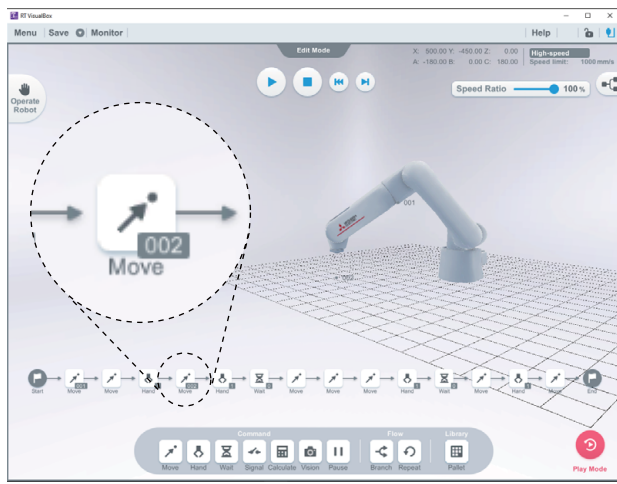 RT VisualBox
Menu Save Monitor Help
Edit Mode
X: 500.00 Y: -450.00 Z: 0.00
A: -180.00 B: 0.00 C: 180.00
High-speed
Speed limit: 1000 mm/s
Operate
Robot
Speed Ratio 100 %
001
002
Move
002
Start Move Move Hand Move Hand Wait Move Move Move Hand Wait Move Hand Move End
Command Flow Library
Move Hand Wait Signal Calculate Vision Pause Branch Repeat Pallet
Play Mode